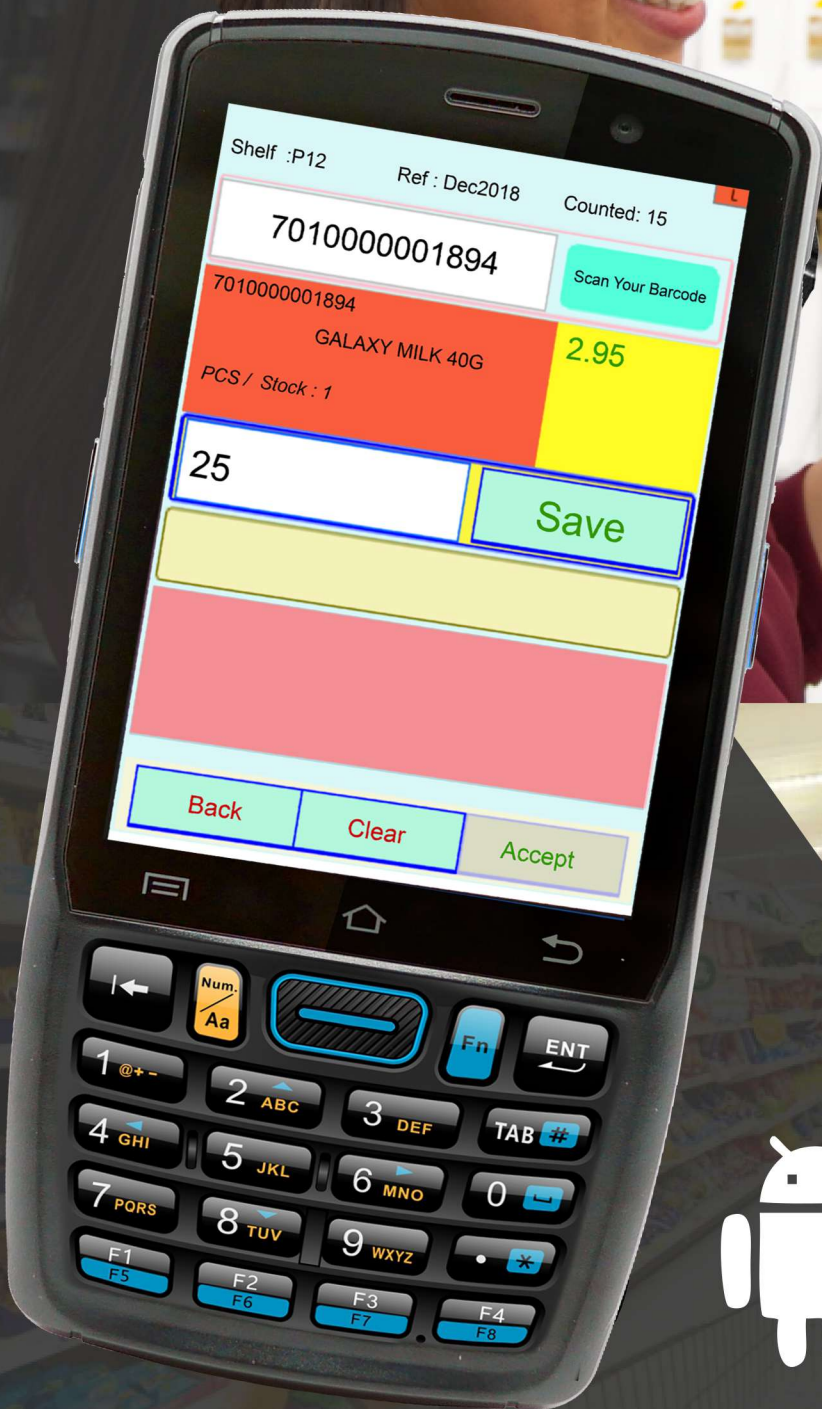 Shelf :P12 Ref : Dec2018 Counted: 15 L
7010000001894 Scan Your Barcode
7010000001894
GALAXY MILK 40G 2.95
PCS / Stock : 1
25 Save
Back Clear Accept
Num. Aa Fn ENT
1 @+- 2 ABC 3 DEF TAB #
4 GHI 5 JKL 6 MNO 0
7 PQRS 8 TUV 9 WXYZ . *
F1 F2 F3 F4
F5 F6 F7 F8